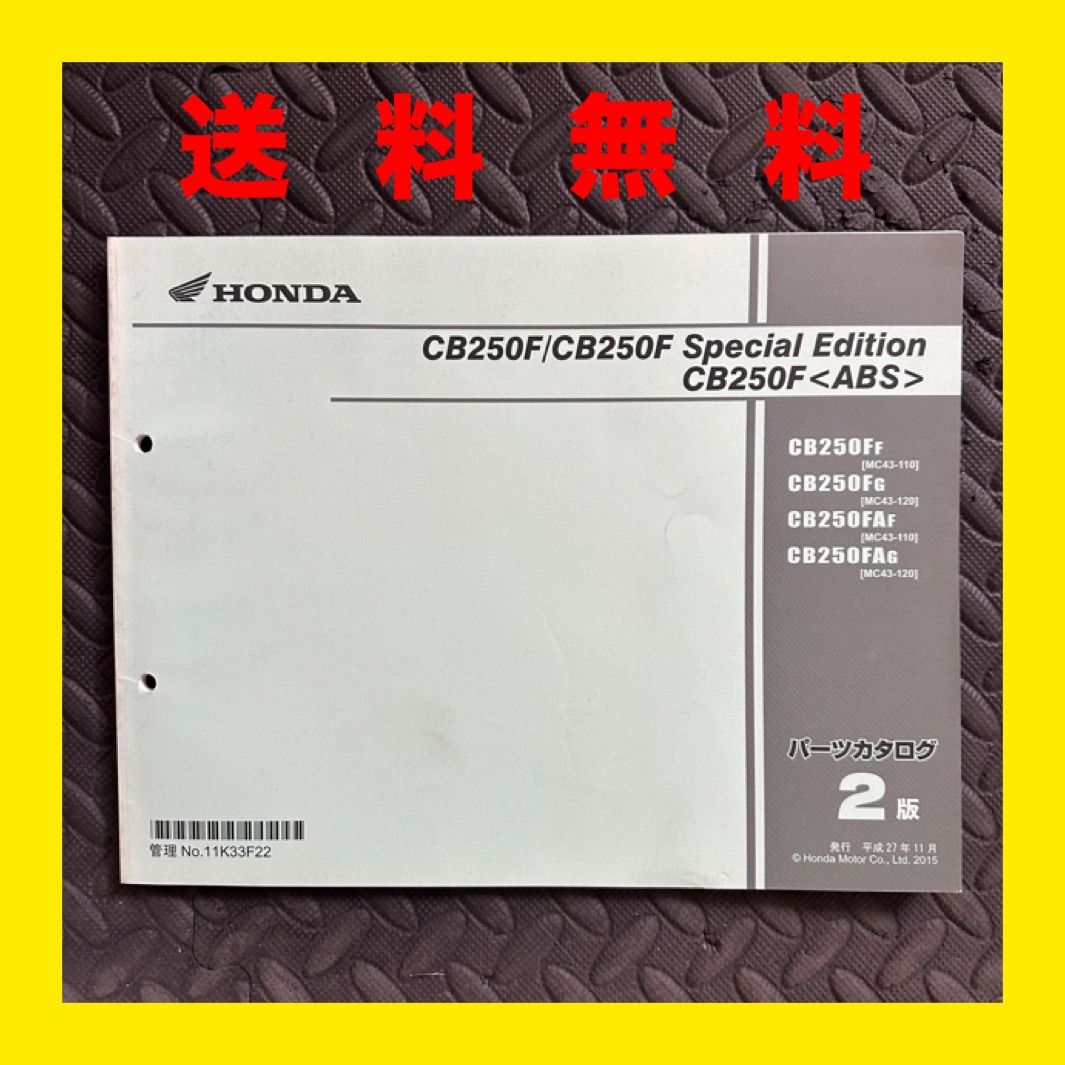 送料無料
HONDA
CB250F/CB250F Special Edition
CB250F<ABS>
CB250FF
[MC43-110]
CB250FG
[MC43-120]
CB250FAF
[MC43-110]
CB250FAG
[MC43-120]
パーツカタログ
2版
発行 平成27年11月
© Honda Motor Co., Ltd. 2015
管理 No.11K33F22